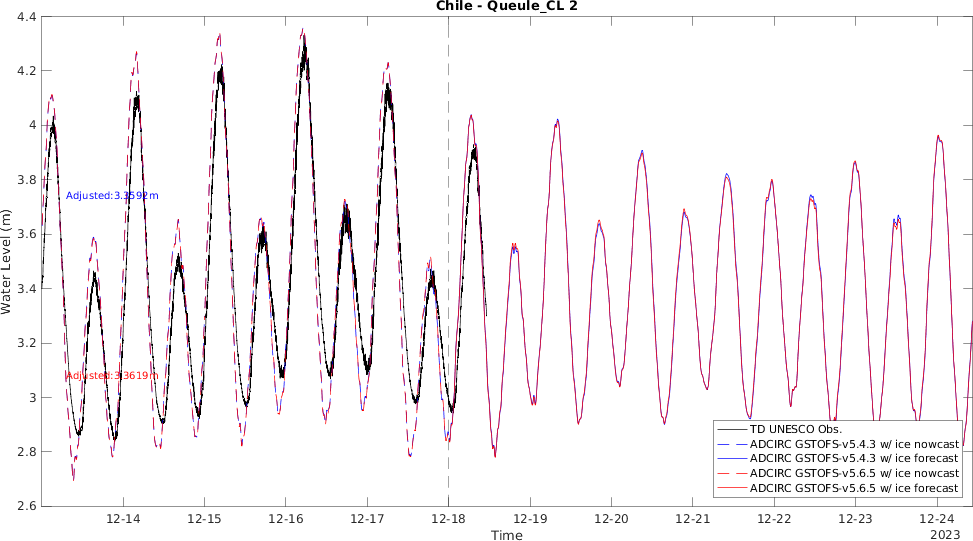 Chile - Queule_CL 2
4.4
4.2
4
3.8
3.6
3.4
3.2
3
2.8
2.6
Water Level (m)
Adjusted:3.3592m
Adjusted:3.3619m
TD UNESCO Obs.
ADCIRC GSTOFS-v5.4.3 w/ ice nowcast
ADCIRC GSTOFS-v5.4.3 w/ ice forecast
ADCIRC GSTOFS-v5.6.5 w/ ice nowcast
ADCIRC GSTOFS-v5.6.5 w/ ice forecast
12-14 12-15 12-16 12-17 12-18 12-19 12-20 12-21 12-22 12-23 12-24
Time
2023